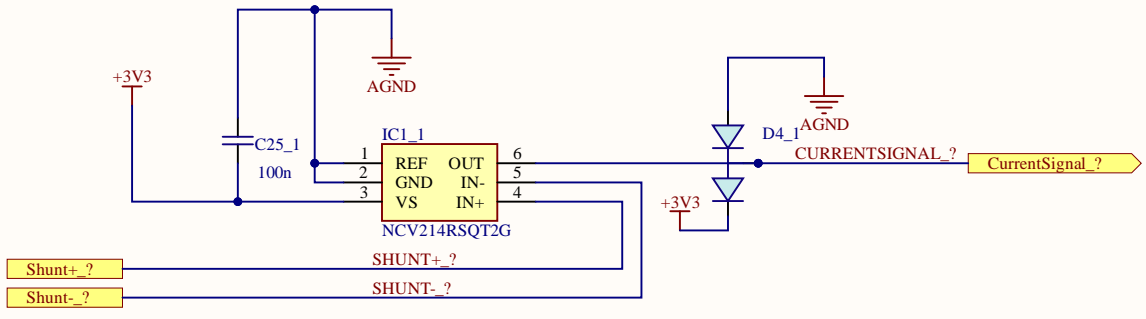 +3V3
AGND
C25_1
100n
IC1_1
1 REF OUT 6
2 GND IN- 5
3 VS IN+ 4
NCV214RSQT2G
D4_1
AGND
CURRENTSIGNAL_?
CurrentSignal_?
+3V3
SHUNT+_?
Shunt+_?
SHUNT-_?
Shunt-_?